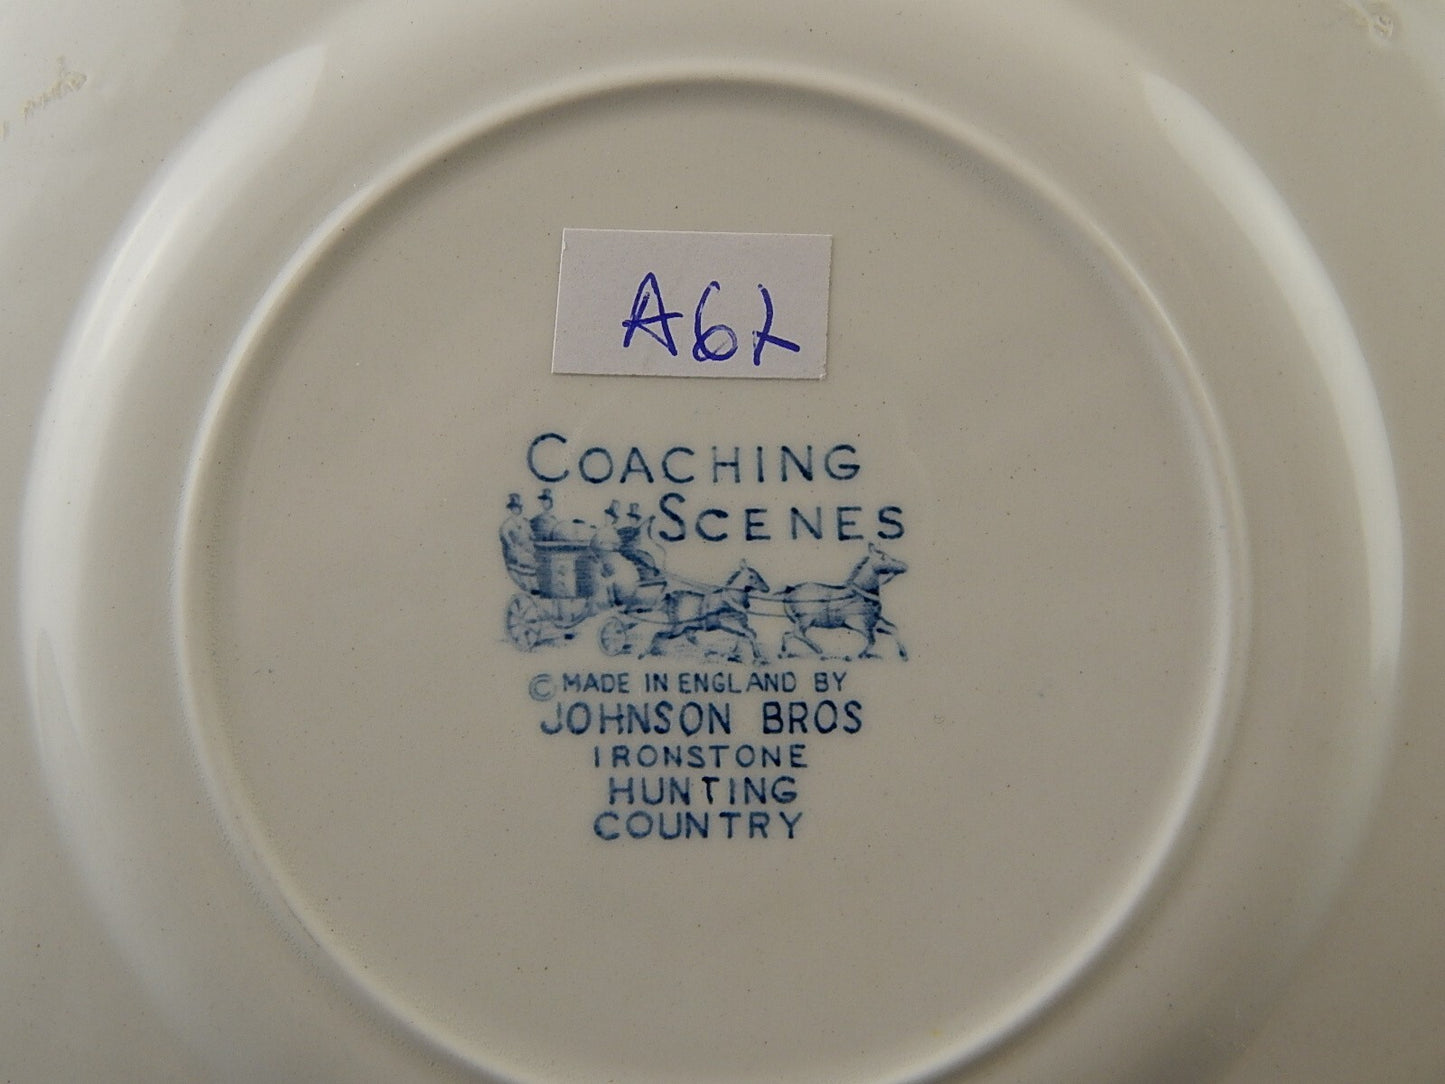 A62
COACHING
SCENES
© MADE IN ENGLAND BY
JOHNSON BROS
IRONSTONE
HUNTING
COUNTRY